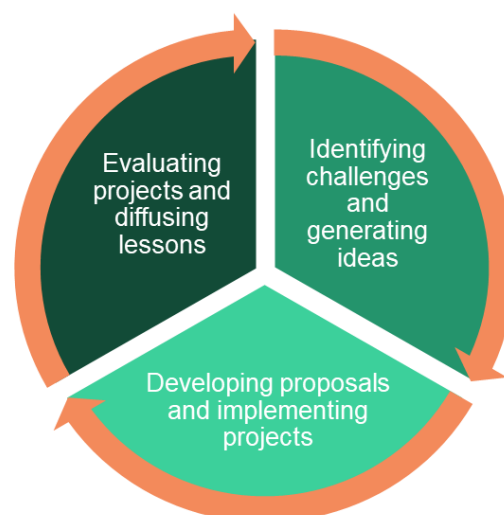 Identifying
challenges
and
generating
ideas
Developing proposals
and implementing
projects
Evaluating
projects and
diffusing
lessons